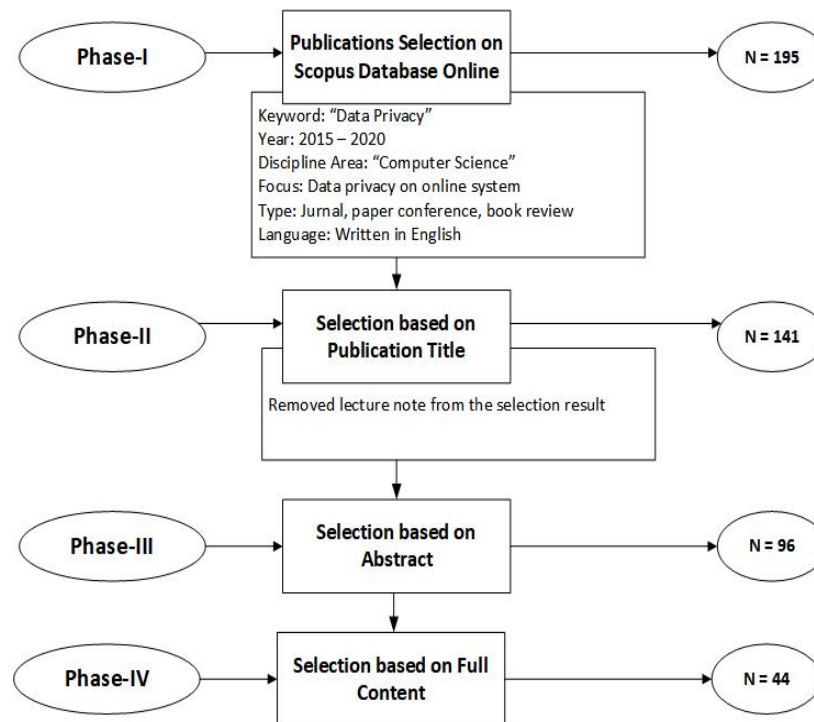 Phase-I
Publications Selection on
Scopus Database Online
N = 195
Keyword: “Data Privacy”
Year: 2015 – 2020
Discipline Area: “Computer Science”
Focus: Data privacy on online system
Type: Jurnal, paper conference, book review
Language: Written in English
Phase-II
Selection based on
Publication Title
N = 141
Removed lecture note from the selection result
Phase-III
Selection based on
Abstract
N = 96
Phase-IV
Selection based on Full
Content
N = 44